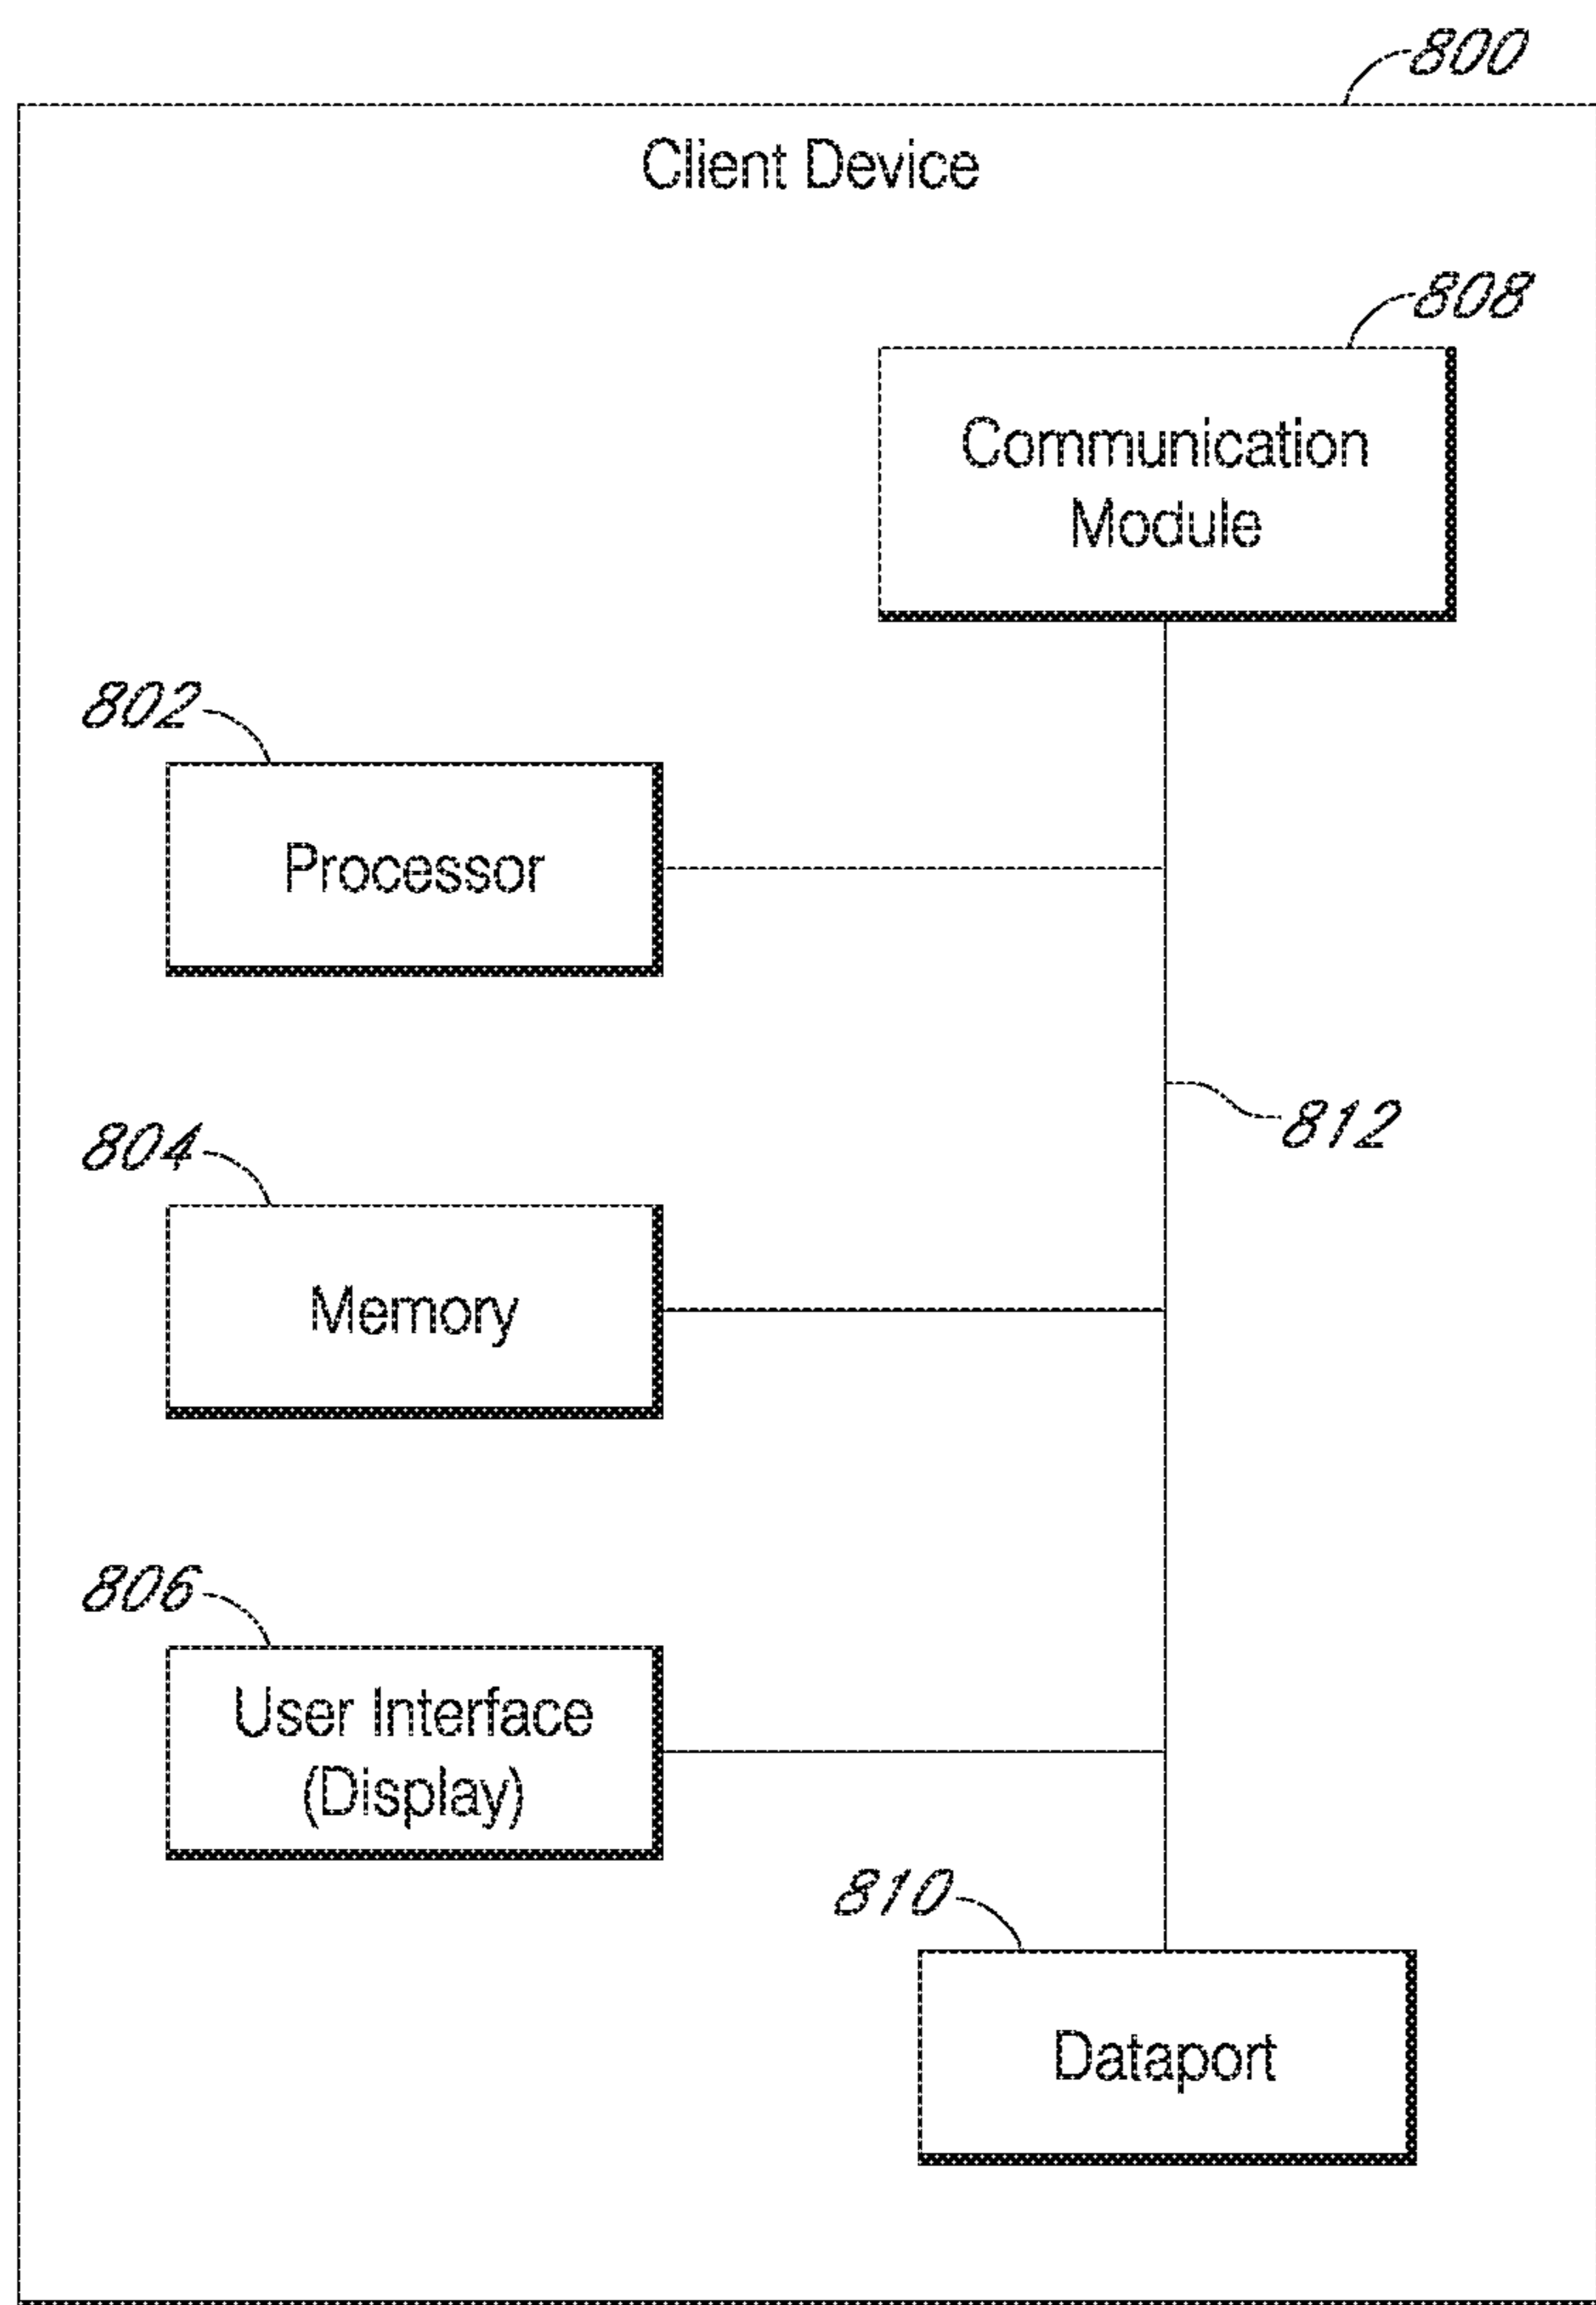 800
Client Device
808
Communication
Module
802
Processor
812
804
Memory
806
User Interface
(Display)
810
Dataport